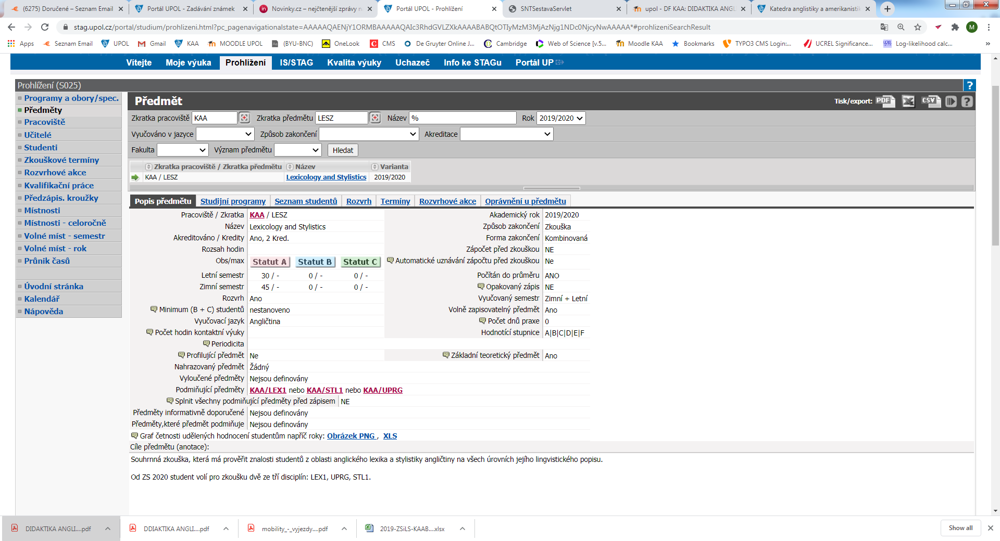 (6275) Doručené – Seznam Email
Portál UPOL - Zadávání známek
Novinky.cz – nejčtenější zprávy n
Portál UPOL - Prohlížení
SNTSestavaServlet
upol - DF KAA: DIDAKTIKA ANGL
Katedra anglistiky a amerikanistik
stag.upol.cz/portal/studium/prohlizeni.html?pc_pagenavigationalstate=AAAAAQAENjY1ORMBAAAAAQAIc3RhdGVLZXkAAAABABQtOTIyMzM3MjAzNjg1NDc0NjcyNwAAAAA*#prohlizeniSearchResult
M
Apps
Seznam Email
UPOL
Gmail
KAA
MOODLE UPOL
(BYU-BNC)
OneLook
CMS
De Gruyter Online J...
Cambridge
Web of Science [v.5...
Moodle KAA
Bookmarks
TYPO3 CMS Login:...
UCREL Significance...
Log-likelihood calc...
»
Vítejte Moje výuka Prohlížení IS/STAG Kvalita výuky Uchazeč Info ke STAGu Portál UP
Prohlížení (S025)
?
Programy a obory/spec.
Předměty
Pracoviště
Učitelé
Studenti
Zkouškové termíny
Rozvrhové akce
Kvalifikační práce
Předzápis. kroužky
Místnosti
Místnosti - celoročně
Volné míst - semestr
Volné míst - rok
Průnik časů
Úvodní stránka
Kalendář
Nápověda
Předmět
Tisk/export: PDF CSV ?
Zkratka pracoviště KAA Zkratka předmětu LESZ Název % Rok 2019/2020
Vyučováno v jazyce Způsob zakončení Akreditace
Fakulta Význam předmětu Hledat
Zkratka pracoviště / Zkratka předmětu Název Varianta
KAA / LESZ Lexicology and Stylistics 2019/2020
Popis předmětu Studijní programy Seznam studentů Rozvrh Termíny Rozvrhové akce Oprávnění u předmětu
Pracoviště / Zkratka KAA / LESZ Akademický rok 2019/2020
Název Lexicology and Stylistics Způsob zakončení Zkouška
Akreditováno / Kredity Ano, 2 Kred. Forma zakončení Kombinovaná
Rozsah hodin Zápočet před zkouškou NE
Obs/max Statut A Statut B Statut C Automatické uznávání zápočtu před zkouškou Ne
Letní semestr 30 / - 0 / - 0 / - Počítán do průměru ANO
Zimní semestr 45 / - 0 / - 0 / - Opakovaný zápis NE
Rozvrh Ano Vyučovaný semestr Zimní + Letní
Minimum (B + C) studentů nestanoveno Volně zapisovatelný předmět Ano
Vyučovací jazyk Angličtina Počet dnů praxe 0
Počet hodin kontaktní výuky Hodnotící stupnice A|B|C|D|E|F
Periodicita
Profilující předmět Ne Základní teoretický předmět Ano
Nahrazovaný předmět Žádný
Vyloučené předměty Nejsou definovány
Podmiňující předměty KAA/LEX1 nebo KAA/STL1 nebo KAA/UPRG
Splnit všechny podmiňující předměty před zápisem NE
Předměty informativně doporučené Nejsou definovány
Předměty,které předmět podmiňuje Nejsou definovány
Graf četnosti udělených hodnocení studentům napříč roky: Obrázek PNG , XLS
Cíle předmětu (anotace):
Souhrnná zkouška, která má prověřit znalosti studentů z oblasti anglického lexika a stylistiky angličtiny na všech úrovních jejího lingvistického popisu.
Od ZS 2020 student volí pro zkoušku dvě ze tří disciplín: LEX1, UPRG, STL1.
DIDAKTIKA ANGLI....pdf
DDIAKTIKA ANGLI....pdf
mobility_-_vyjezdy....pdf
2019-ZSiLS-KAAB....xlsx
Show all